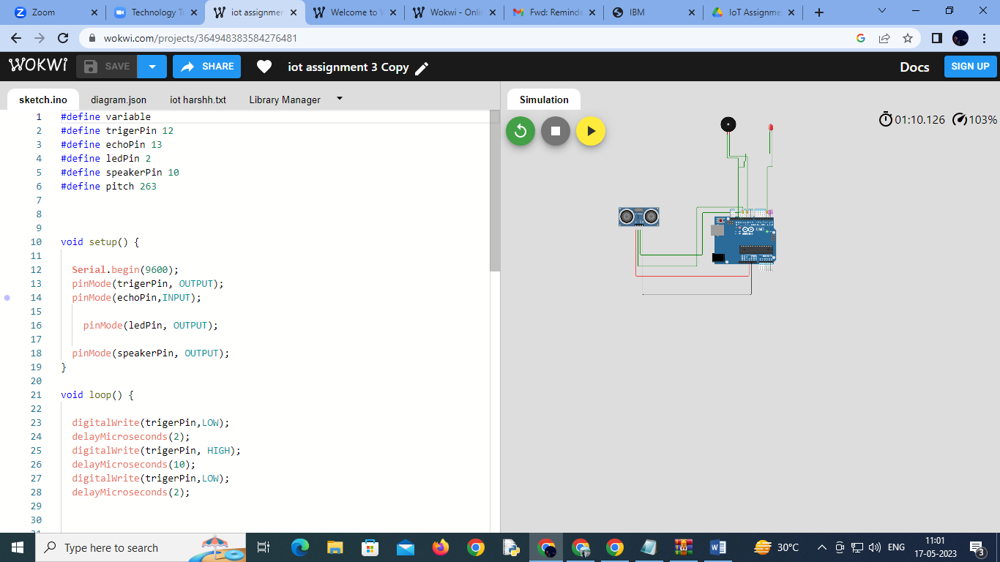 Zoom
Technology Tr
iot assignmen
Welcome to W
Wokwi - Onlin
Fwd: Reminde
IBM
IoT Assignme
wokwi.com/projects/364948383584276481
WOKWI
SAVE
SHARE
iot assignment 3 Copy
Docs
SIGN UP
sketch.ino
diagram.json
iot harshh.txt
Library Manager
Simulation
01:10.126
103%
1 #define variable
2 #define trigerPin 12
3 #define echoPin 13
4 #define ledPin 2
5 #define speakerPin 10
6 #define pitch 263
7
8
9
10 void setup() {
11
12 Serial.begin(9600);
13 pinMode(trigerPin, OUTPUT);
14 pinMode(echoPin,INPUT);
15
16 pinMode(ledPin, OUTPUT);
17
18 pinMode(speakerPin, OUTPUT);
19 }
20
21 void loop() {
22
23 digitalWrite(trigerPin,LOW);
24 delayMicroseconds(2);
25 digitalWrite(trigerPin, HIGH);
26 delayMicroseconds(10);
27 digitalWrite(trigerPin,LOW);
28 delayMicroseconds(2);
29
30
31
UNO
Type here to search
30°C
ENG
11:01
17-05-2023
3